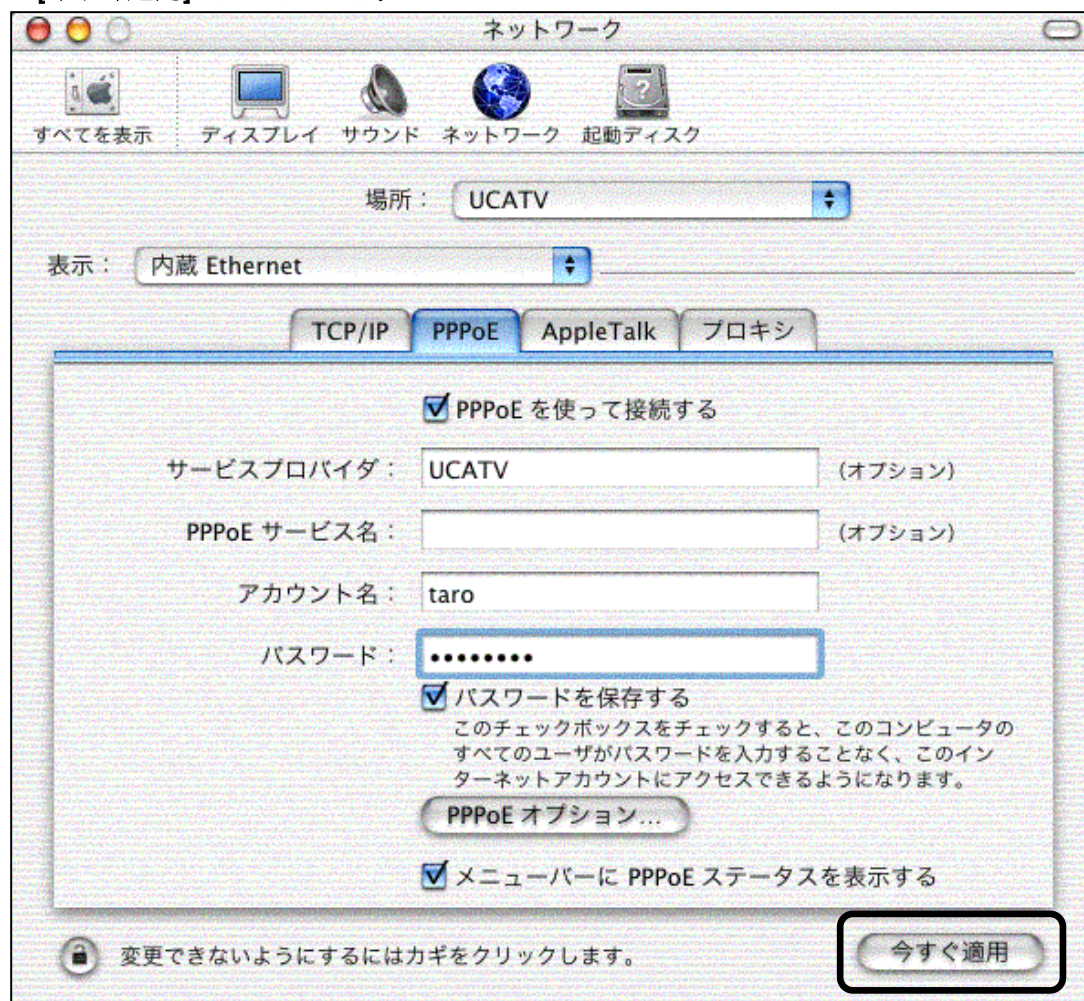 ネットワーク
すべてを表示 ディスプレイ サウンド ネットワーク 起動ディスク
場所： UCATV
表示： 内蔵 Ethernet
TCP/IP PPPoE AppleTalk プロキシ
PPPoE を使って接続する
サービスプロバイダ： UCATV (オプション)
PPPoE サービス名： (オプション)
アカウント名： taro
パスワード： ••••••••
パスワードを保存する
このチェックボックスをチェックすると、このコンピュータの
すべてのユーザがパスワードを入力することなく、このイン
ターネットアカウントにアクセスできるようになります。
PPPoE オプション...
メニューバーに PPPoE ステータスを表示する
変更できないようにするにはカギをクリックします。 今すぐ適用